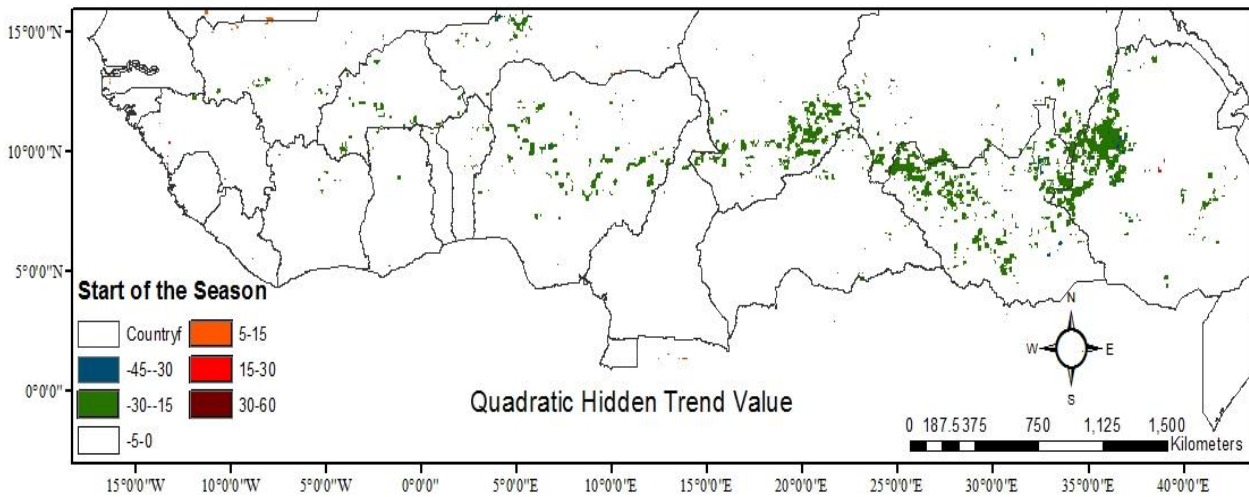 15°0'0"N
10°0'0"N
5°0'0"N
0°0'0"
Start of the Season
Countryf
5-15
-45--30
15-30
-30--15
30-60
-5-0
Quadratic Hidden Trend Value
N
W
E
S
0 187.5 375 750 1,125 1,500
Kilometers
15°0'0"W 10°0'0"W 5°0'0"W 0°0'0" 5°0'0"E 10°0'0"E 15°0'0"E 20°0'0"E 25°0'0"E 30°0'0"E 35°0'0"E 40°0'0"E